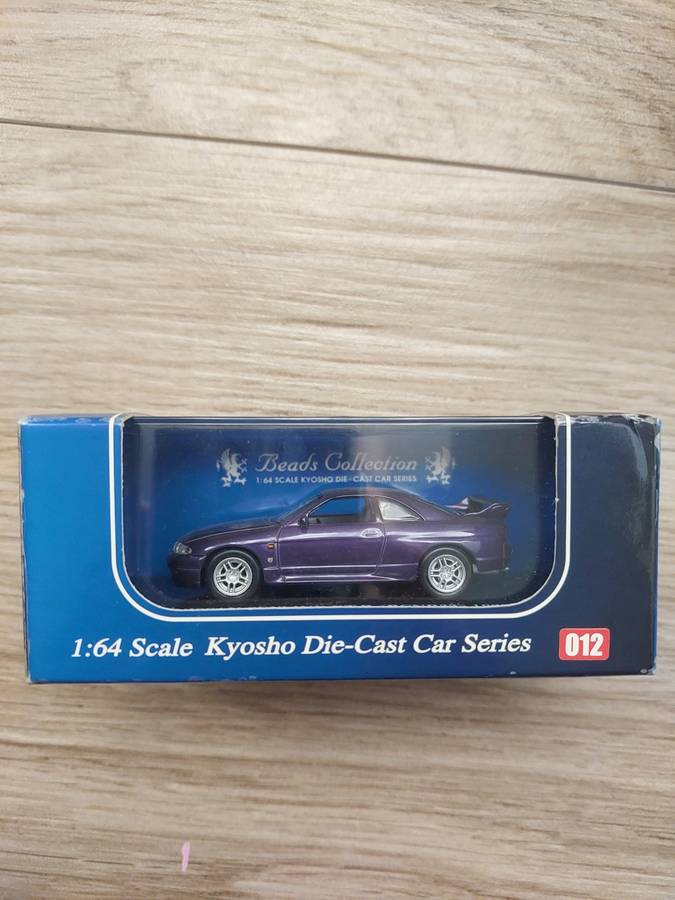 Beads Collection
1:64 SCALE KYOSHO DIE-CAST CAR SERIES
1:64 Scale Kyosho Die-Cast Car Series
012